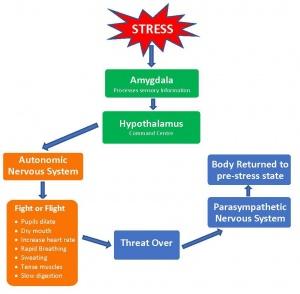 STRESS
Amygdala
Processes sensory Information
Hypothalamus
Command Centre
Autonomic
Nervous System
Fight or Flight
• Pupils dilate
• Dry mouth
• Increase heart rate
• Rapid Breathing
• Sweating
• Tense muscles
• Slow digestion
Threat Over
Parasympathetic
Nervous System
Body Returned to
pre-stress state